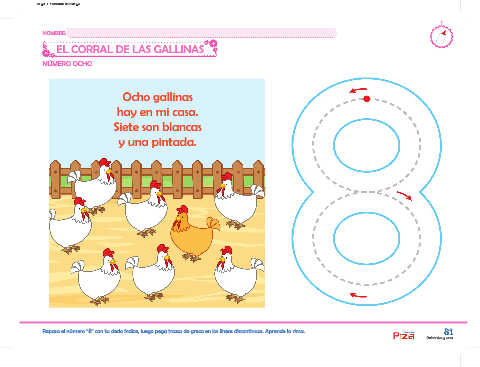 NOMBRE:
EL CORRAL DE LAS GALLINAS
NÚMERO OCHO
Ocho gallinas
hay en mi casa.
Siete son blancas
y una pintada.
Repasa el número "8" con tu dedo índice, luego pega trozos de grass en las líneas discontinuas. Aprende la rima.
81